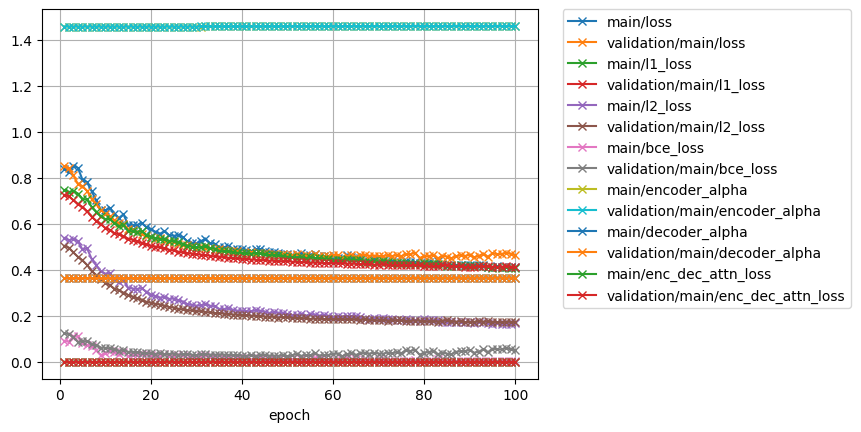 1.4
1.2
1.0
0.8
0.6
0.4
0.2
0.0
0
20
40
60
80
100
epoch
main/loss
validation/main/loss
main/l1_loss
validation/main/l1_loss
main/l2_loss
validation/main/l2_loss
main/bce_loss
validation/main/bce_loss
main/encoder_alpha
validation/main/encoder_alpha
main/decoder_alpha
validation/main/decoder_alpha
main/enc_dec_attn_loss
validation/main/enc_dec_attn_loss